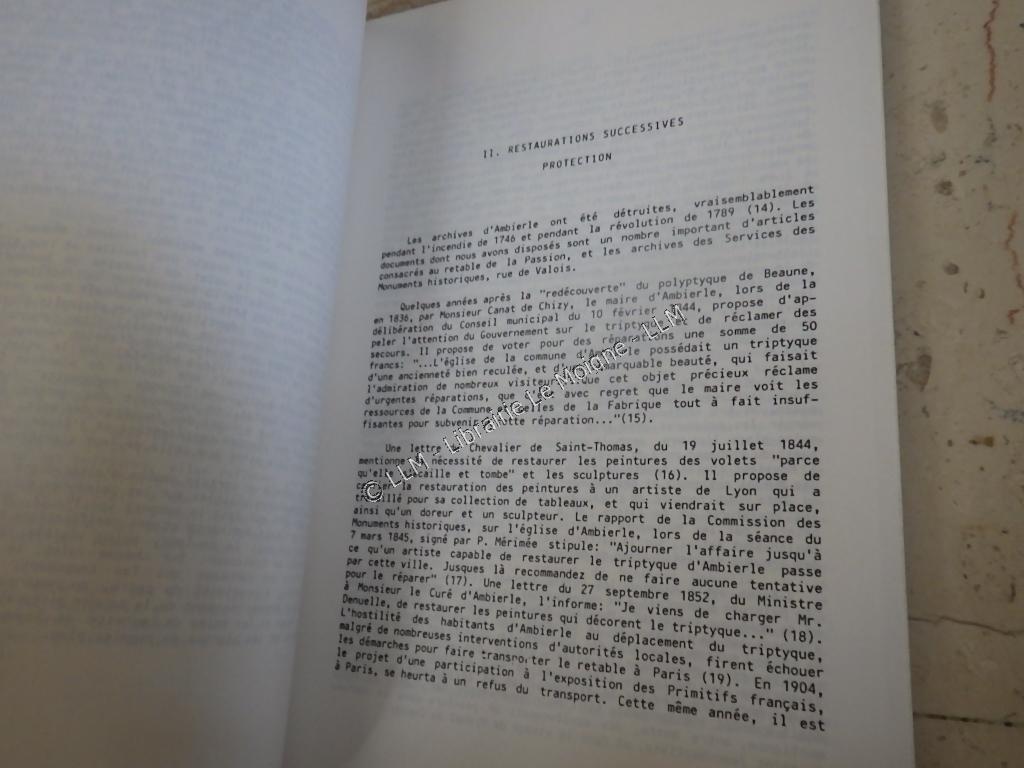 II. RESTAURATIONS SUCCESSIVES
PROTECTION
Les archives d'Ambierle ont été détruites, vraisemblablement
pendant l'incendie de 1746 et pendant la révolution de 1789 (14). Les
documents dont nous avons disposés sont un nombre important d'articles
consacrés au retable de la Passion, et les archives des Services des
Monuments historiques, rue de Valois.
Quelques années après la "redécouverte" du polyptyque de Beaune,
en 1836, par Monsieur Canat de Chizy, le maire d'Ambierle, lors de la
délibération du Conseil municipal du 10 février 1844, propose d'ap-
peler l'attention du Gouvernement sur le triptyque et de réclamer des
secours. Il propose de voter pour des réparations une somme de 50
francs: "...L'église de la commune d'Ambierle possédait un triptyque
d'une ancienneté bien reculée, et d'une remarquable beauté, qui faisait
l'admiration de nombreux visiteurs que cet objet précieux réclame
d'urgentes réparations, que avec regret que le maire voit les
ressources de la Commune et celles de la Fabrique tout à fait insuf-
fisantes pour subvenir à cette réparation..."(15).
Une lettre du Chevalier de Saint-Thomas, du 19 juillet 1844,
mentionne la nécessité de restaurer les peintures des volets "parce
qu'elle s'écaille et tombe" et les sculptures (16). Il propose de
confier la restauration des peintures à un artiste de Lyon qui a
travaillé pour sa collection de tableaux, et qui viendrait sur place,
ainsi qu'un doreur et un sculpteur. Le rapport de la Commission des
Monuments historiques, sur l'église d'Ambierle, lors de la séance du
7 mars 1845, signé par P. Mérimée stipule: "Ajourner l'affaire jusqu'à
ce qu'un artiste capable de restaurer le triptyque d'Ambierle passe
par cette ville. Jusques là recommandez de ne faire aucune tentative
pour le réparer" (17). Une lettre du 27 septembre 1852, du Ministre
à Monsieur le Curé d'Ambierle, l'informe: "Je viens de charger Mr.
Denuelle, de restaurer les peintures qui décorent le triptyque..." (18).
L'hostilité des habitants d'Ambierle au déplacement du triptyque,
malgré de nombreuses interventions d'autorités locales, firent échouer
les démarches pour faire transporter le retable à Paris (19). En 1904,
le projet d'une participation à l'exposition des Primitifs français,
à Paris, se heurta à un refus du transport. Cette même année, il est
© LLM - Librairie Le Moigne - LLM